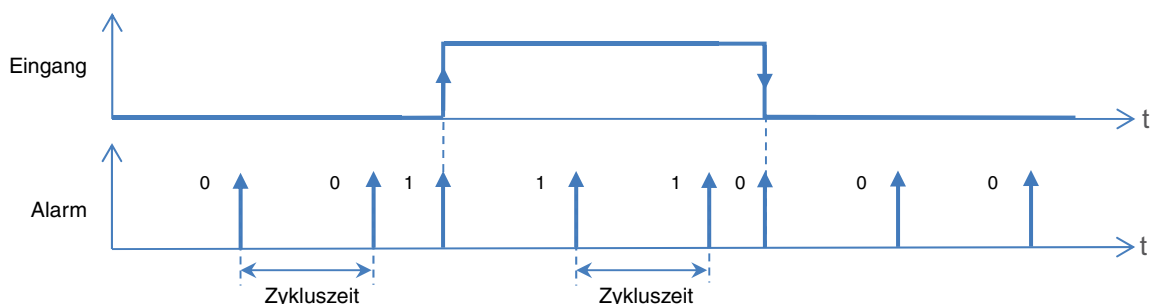 Eingang
t
0 0 1 1 1 0 0 0
Alarm
t
Zykluszeit Zykluszeit